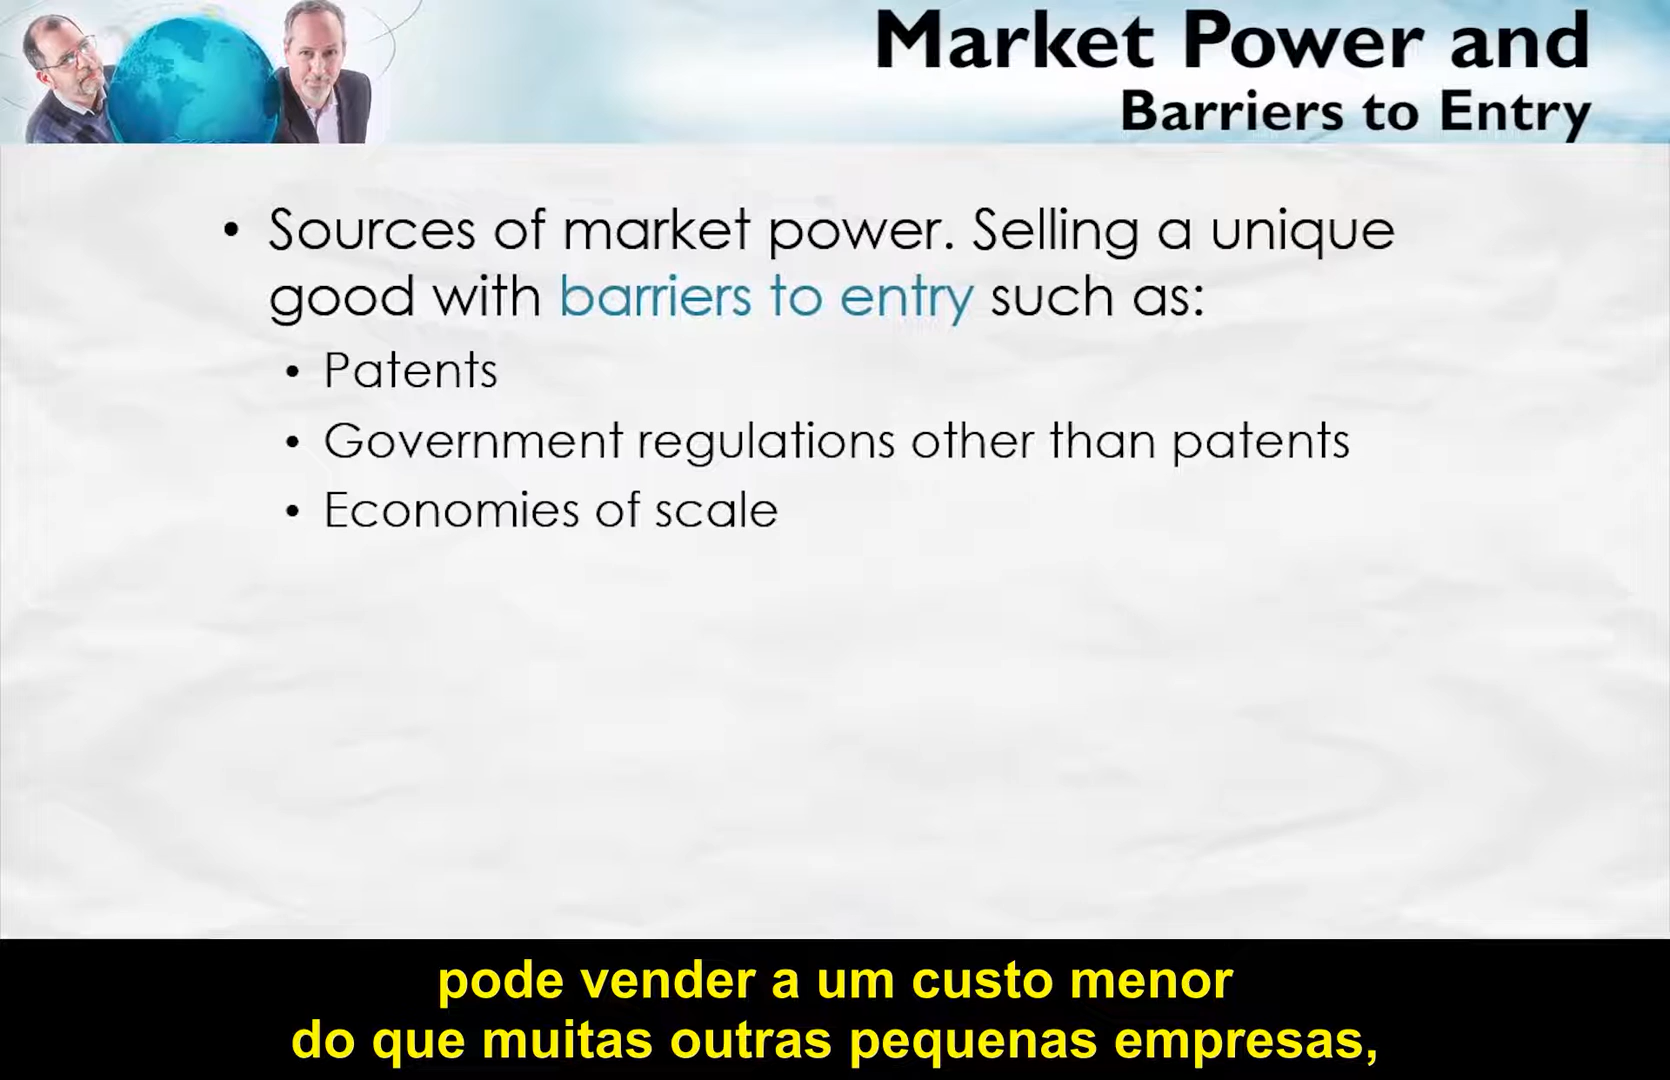 Market Power and
Barriers to Entry
• Sources of market power. Selling a unique
good with barriers to entry such as:
• Patents
• Government regulations other than patents
• Economies of scale
pode vender a um custo menor
do que muitas outras pequenas empresas,